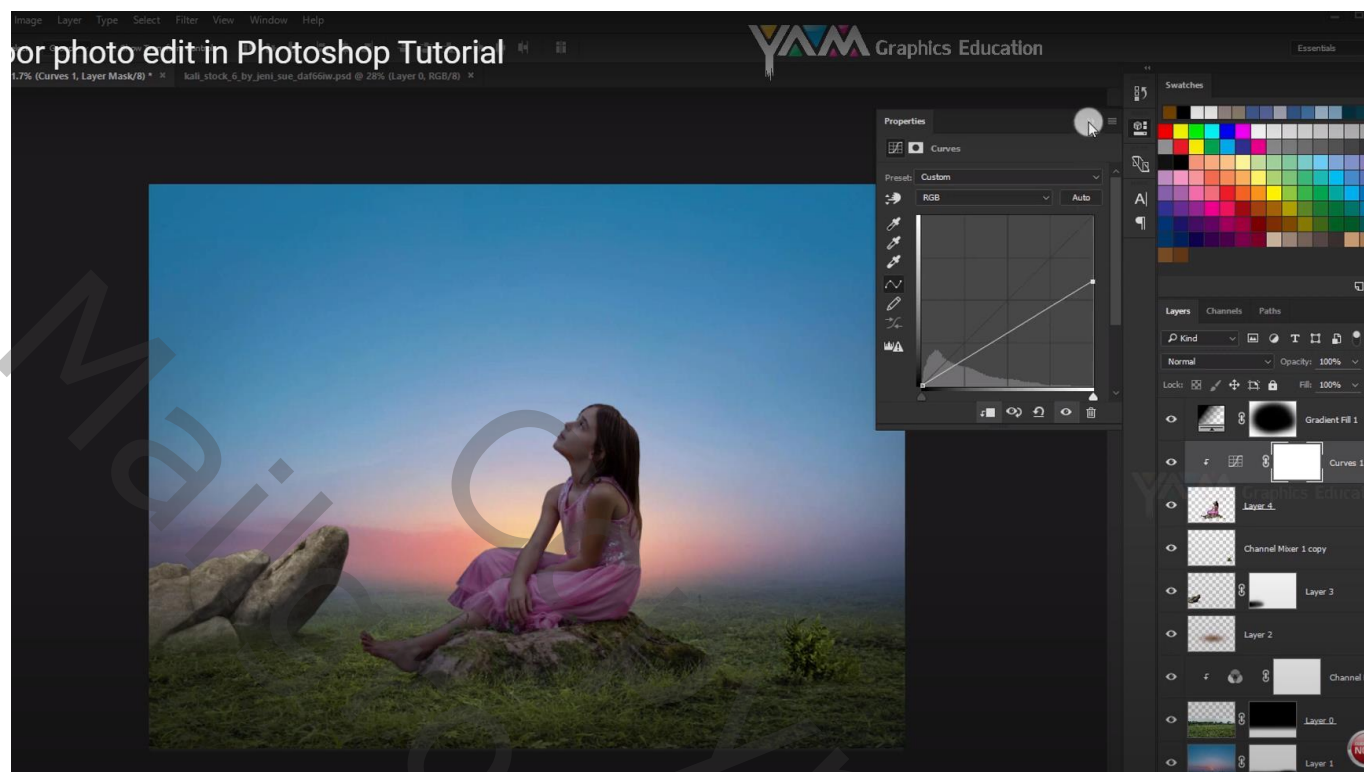 Image Layer Type Select Filter View Window Help
oor photo edit in Photoshop Tutorial
YAM Graphics Education
Essentials
1.7% (Curves 1, Layer Mask/8) * × kali_stock_6_by_jeni_sue_daf66iw.psd @ 28% (Layer 0, RGB/8) ×
Swatches
Properties
Curves
Preset: Custom
RGB
Auto
Layers Channels Paths
Kind
Normal
Opacity: 100%
Lock:
Fill: 100%
Gradient Fill 1
Curves 1
Layer 4
Channel Mixer 1 copy
Layer 3
Layer 2
Channel
Layer 0
Layer 1